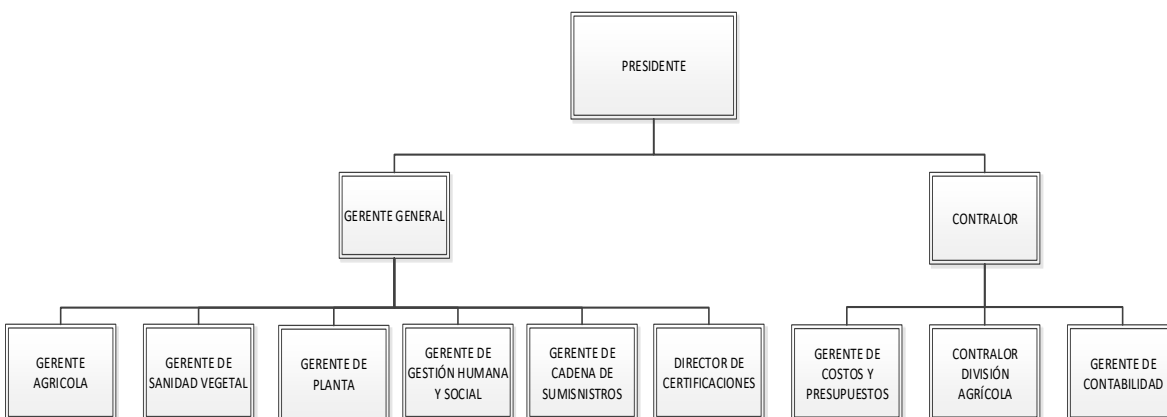 PRESIDENTE
GERENTE GENERAL
CONTRALOR
GERENTE
AGRICOLA
GERENTE DE
SANIDAD VEGETAL
GERENTE DE
PLANTA
GERENTE DE
GESTIÓN HUMANA
Y SOCIAL
GERENTE DE
CADENA DE
SUMISNISTROS
DIRECTOR DE
CERTIFICACIONES
GERENTE DE
COSTOS Y
PRESUPUESTOS
CONTRALOR
DIVISIÓN
AGRÍCOLA
GERENTE DE
CONTABILIDAD